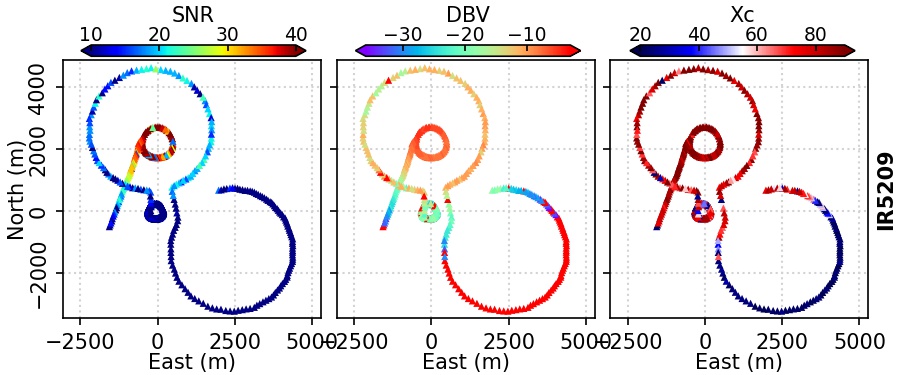 SNR DBV Xc
10 20 30 40 −30 −20 −10 20 40 60 80
North (m)
4000
2000
0
−2000
IR5209
−2500 0 2500 5000 −2500 0 2500 5000 −2500 0 2500 5000
East (m) East (m) East (m)